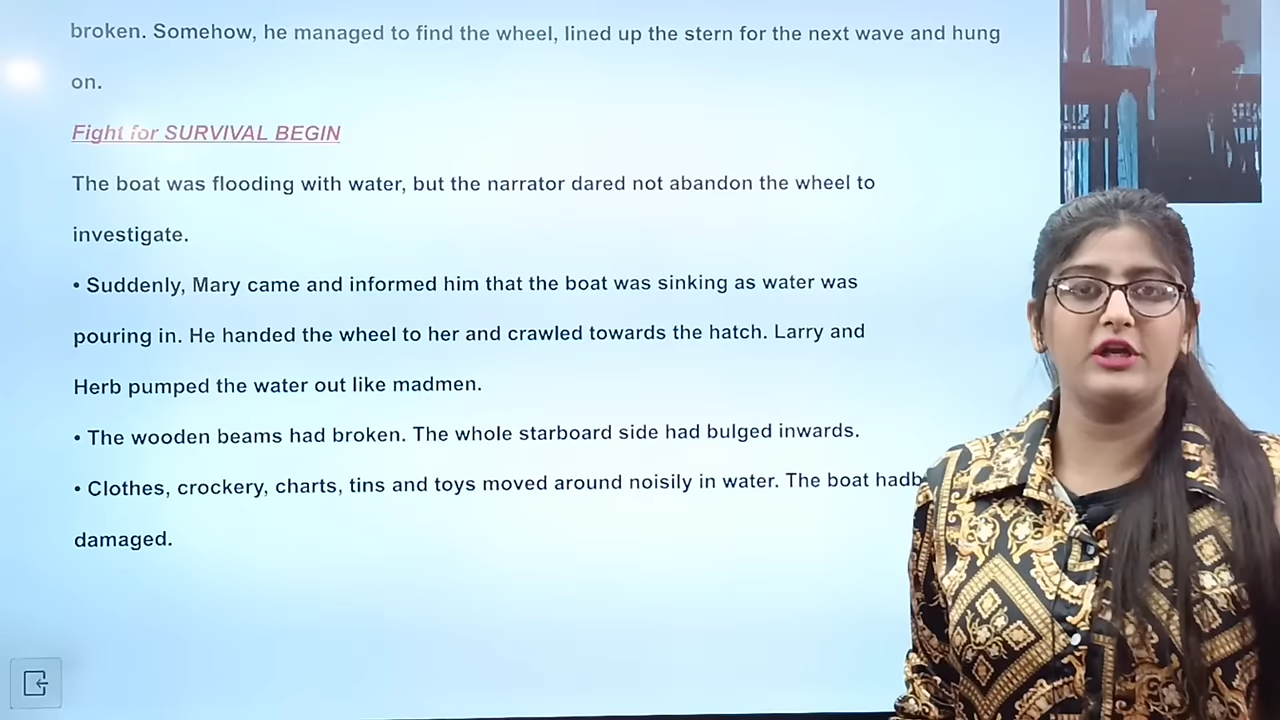 broken. Somehow, he managed to find the wheel, lined up the stern for the next wave and hung
on.
Fight for SURVIVAL BEGIN
The boat was flooding with water, but the narrator dared not abandon the wheel to
investigate.
• Suddenly, Mary came and informed him that the boat was sinking as water was
pouring in. He handed the wheel to her and crawled towards the hatch. Larry and
Herb pumped the water out like madmen.
• The wooden beams had broken. The whole starboard side had bulged inwards.
• Clothes, crockery, charts, tins and toys moved around noisily in water. The boat
damaged.